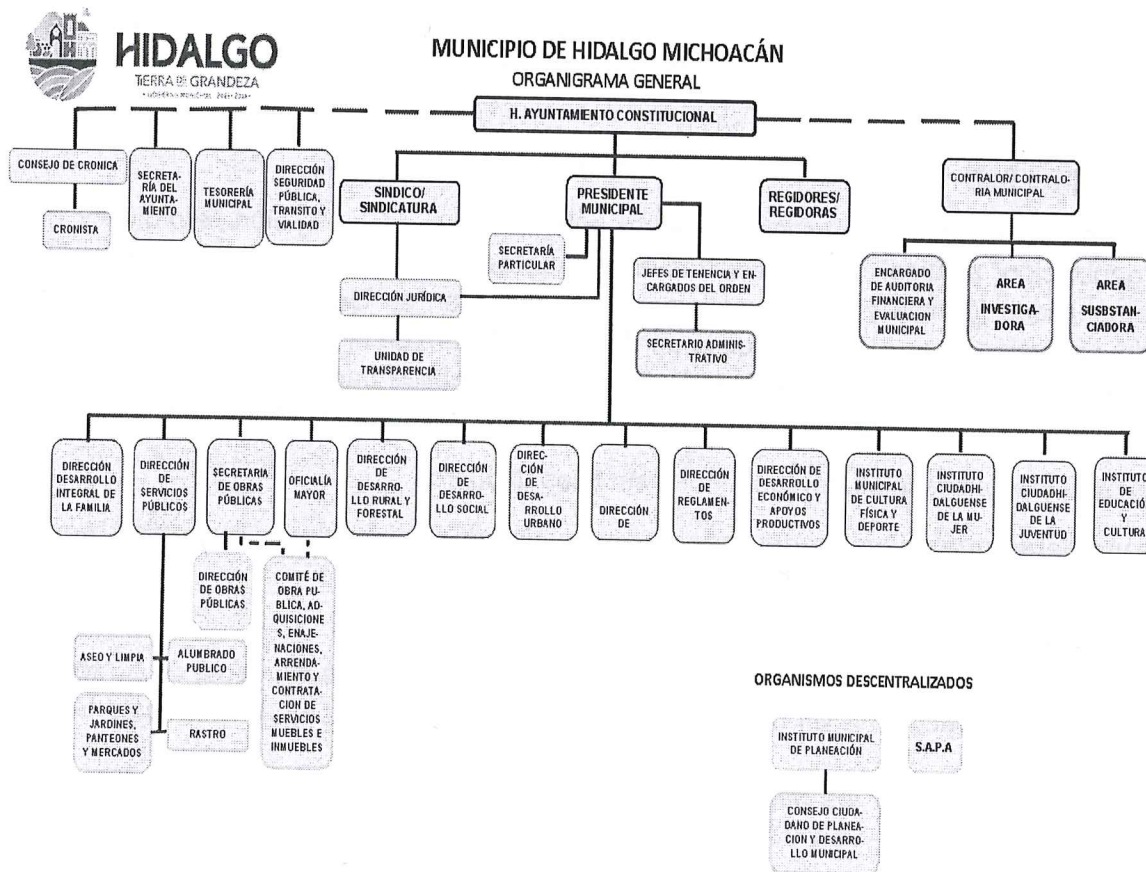 HIDALGO
TIERRA DE GRANDEZA
MUNICIPIO DE HIDALGO MICHOACÁN
ORGANIGRAMA GENERAL
H. AYUNTAMIENTO CONSTITUCIONAL
CONSEJO DE CRONICA
CRONISTA
SECRETA-
RÍA DEL
AYUNTA-
MIENTO
TESORERÍA
MUNICIPAL
DIRECCIÓN
SEGURIDAD
PÚBLICA,
TRANSITO Y
VIALIDAD
SINDICO/
SINDICATURA
PRESIDENTE
MUNICIPAL
REGIDORES/
REGIDORAS
CONTRALOR/ CONTRALO-
RIA MUNICIPAL
SECRETARÍA
PARTICULAR
JEFES DE TENENCIA Y EN-
CARGADOS DEL ORDEN
DIRECCIÓN JURÍDICA
UNIDAD DE
TRANSPARENCIA
SECRETARIO ADMINIS-
TRATIVO
ENCARGADO
DE AUDITORIA
FINANCIERA Y
EVALUACION
MUNICIPAL
AREA
INVESTIGA-
DORA
AREA
SUSBSTAN-
CIADORA
DIRECCIÓN
DESARROLLO
INTEGRAL DE
LA FAMILIA
DIRECCIÓN
DE
SERVICIOS
PÚBLICOS
SECRETARIA
DE OBRAS
PÚBLICAS
OFICIALÍA
MAYOR
DIRECCIÓN
DE
DESARRO-
LLO RURAL Y
FORESTAL
DIRECCIÓN
DE
DESARRO-
LLO SOCIAL
DIREC-
CIÓN
DE DESA-
RROLLO
URBANO
DIRECCIÓN
DE
DIRECCIÓN
DE
REGLAMEN-
TOS
DIRECCIÓN DE
DESARROLLO
ECONÓMICO Y
APOYOS
PRODUCTIVOS
INSTITUTO
MUNICIPAL
DE CULTURA
FÍSICA Y
DEPORTE
INSTITUTO
CIUDADHI-
DALGUENSE
DE LA MU-
JER
INSTITUTO
CIUDADHI-
DALGUENSE
DE LA
JUVENTUD
INSTITUTO
DE
EDUCACIÓN
Y
CULTURA
DIRECCIÓN
DE OBRAS
PÚBLICAS
COMITÉ DE
OBRA PU-
BLICA, AD-
QUISICIONE
S, ENAJE-
NACIONES,
ARRENDA-
MIENTO Y
CONTRATA-
CION DE
SERVICIOS
MUEBLES E
INMUEBLES
ASEO Y LIMPIA
ALUMBRADO
PUBLICO
PARQUES Y
JARDINES,
PANTEONES
Y MERCADOS
RASTRO
ORGANISMOS DESCENTRALIZADOS
INSTITUTO MUNICIPAL
DE PLANEACIÓN
S.A.P.A
CONSEJO CIUDA-
DANO DE PLANEA-
CION Y DESARRO-
LLO MUNICIPAL